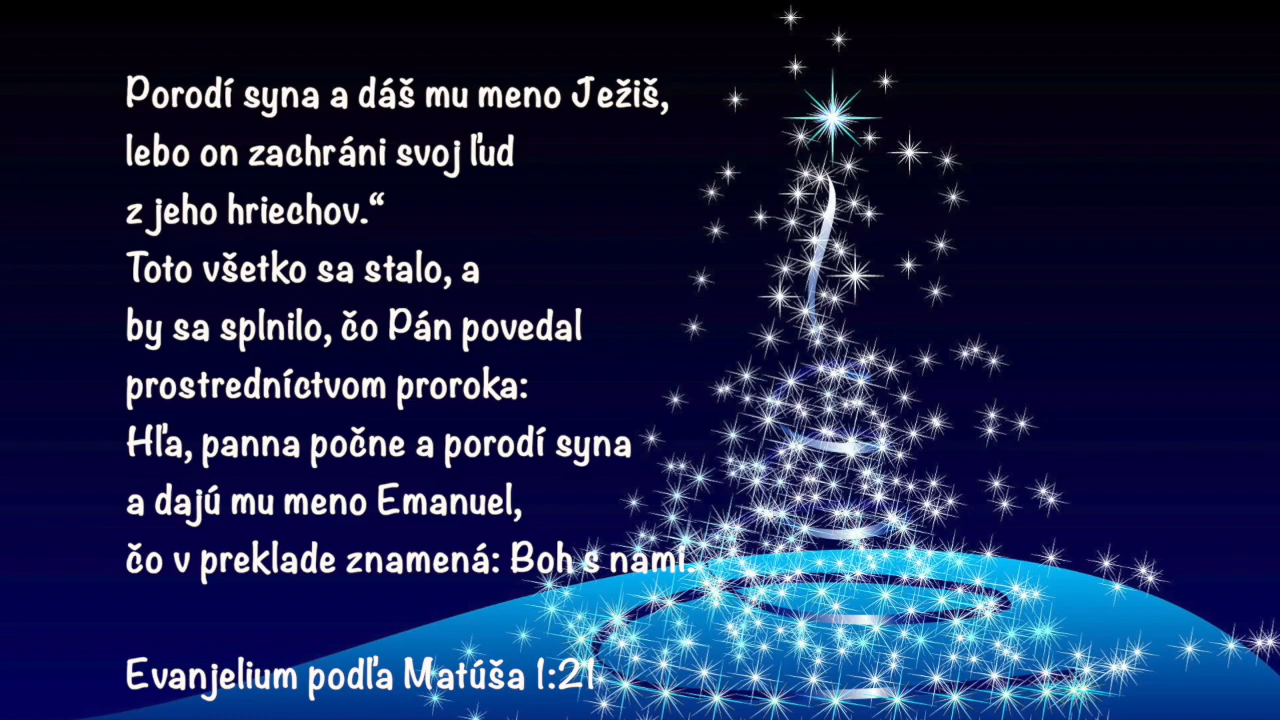 Porodí syna a dáš mu meno Ježiš,
lebo on zachráni svoj ľud
z jeho hriechov.“
Toto všetko sa stalo, a
by sa splnilo, čo Pán povedal
prostredníctvom proroka:
Hľa, panna počne a porodí syna
a dajú mu meno Emanuel,
čo v preklade znamená: Boh s nami.
Evanjelium podľa Matúša 1:21